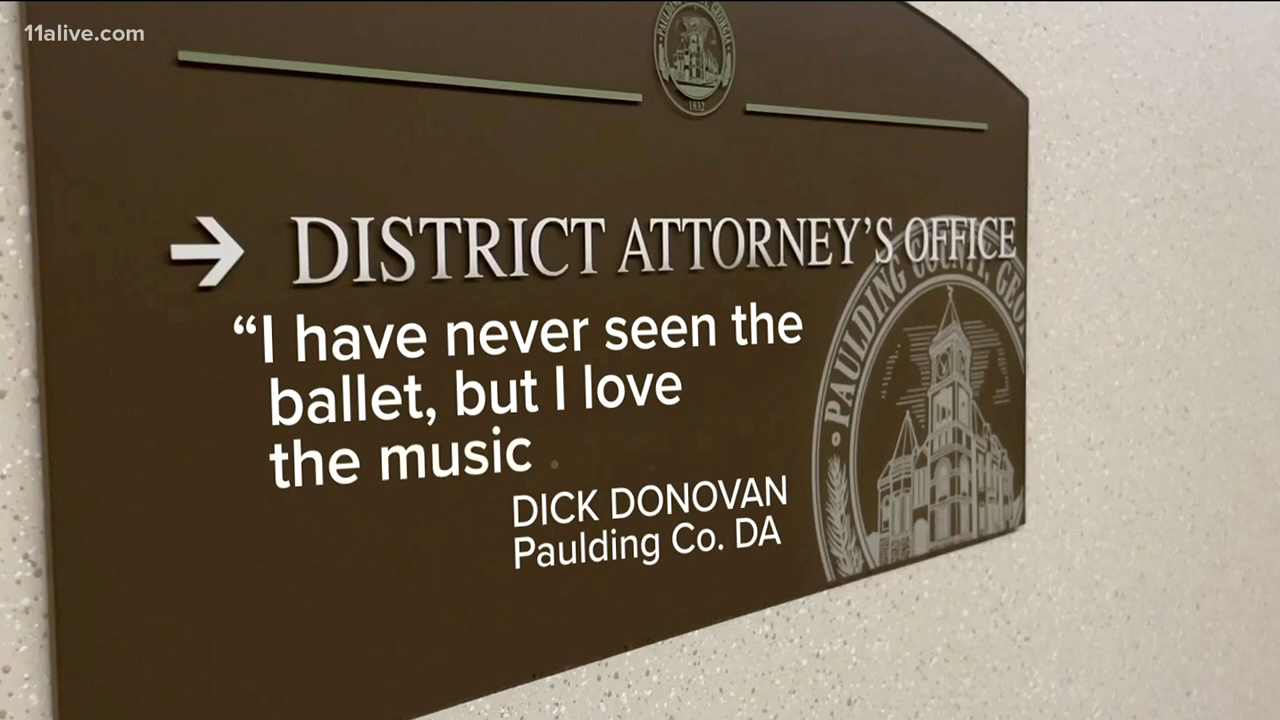 11alive.com
1832
DISTRICT ATTORNEY'S OFFICE
“I have never seen the
ballet, but I love
the music
DICK DONOVAN
Paulding Co. DA
PAULDING COUNTY, GEO